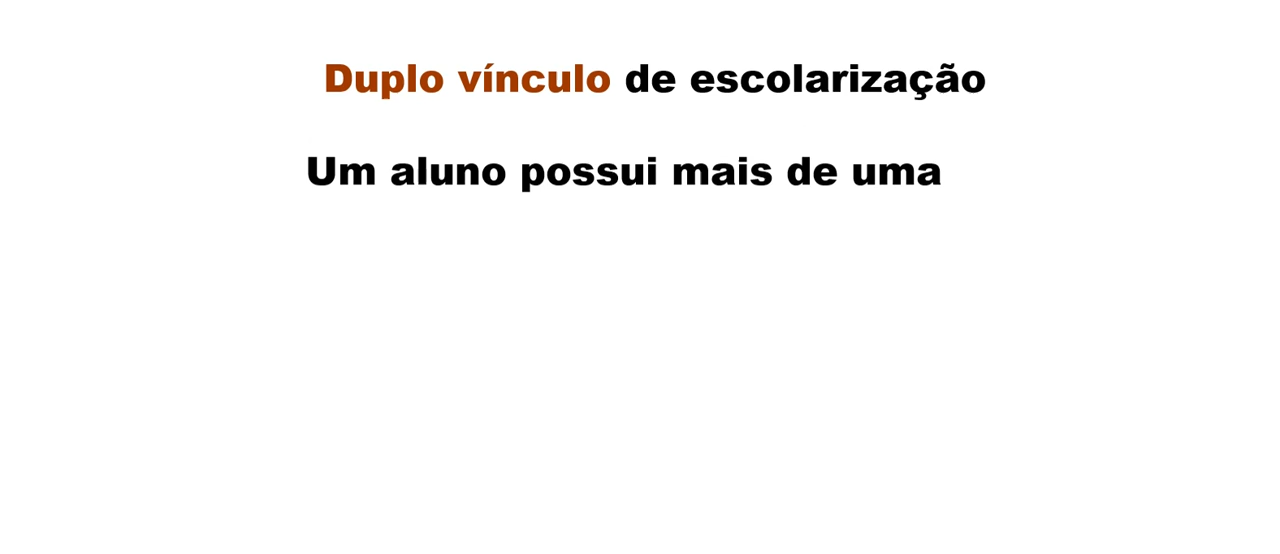 Duplo vínculo de escolarização
Um aluno possui mais de uma